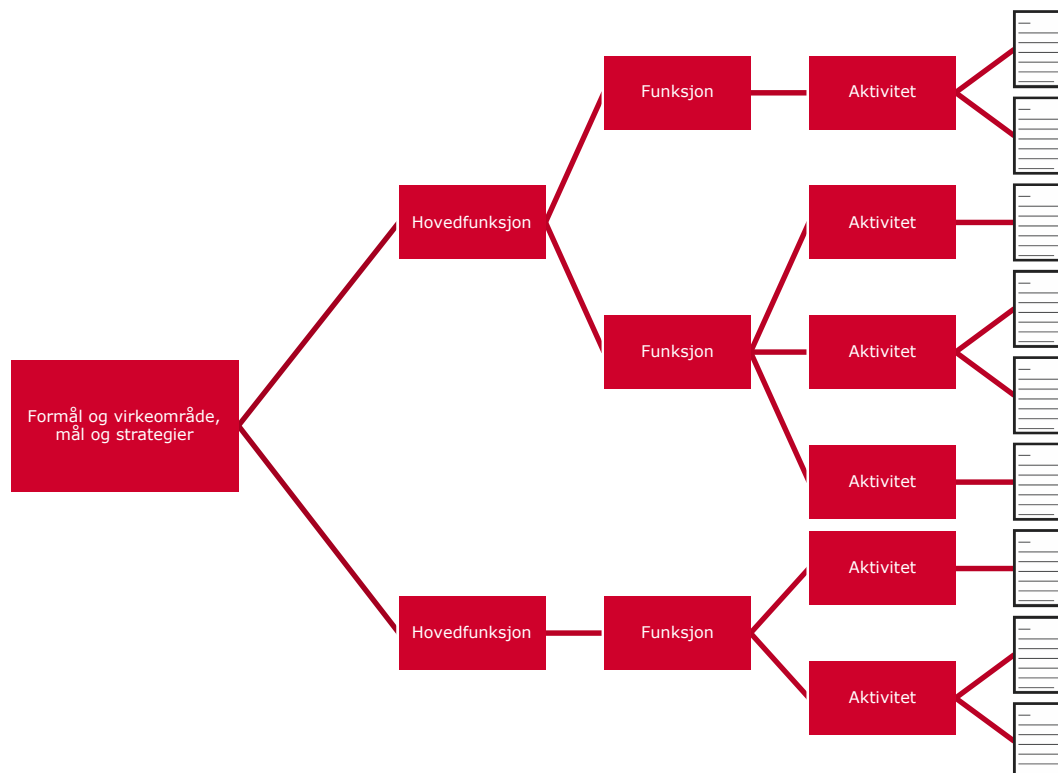 Funksjon
Aktivitet
Aktivitet
Hovedfunksjon
Funksjon
Aktivitet
Formål og virkeområde,
mål og strategier
Aktivitet
Aktivitet
Hovedfunksjon
Funksjon
Aktivitet